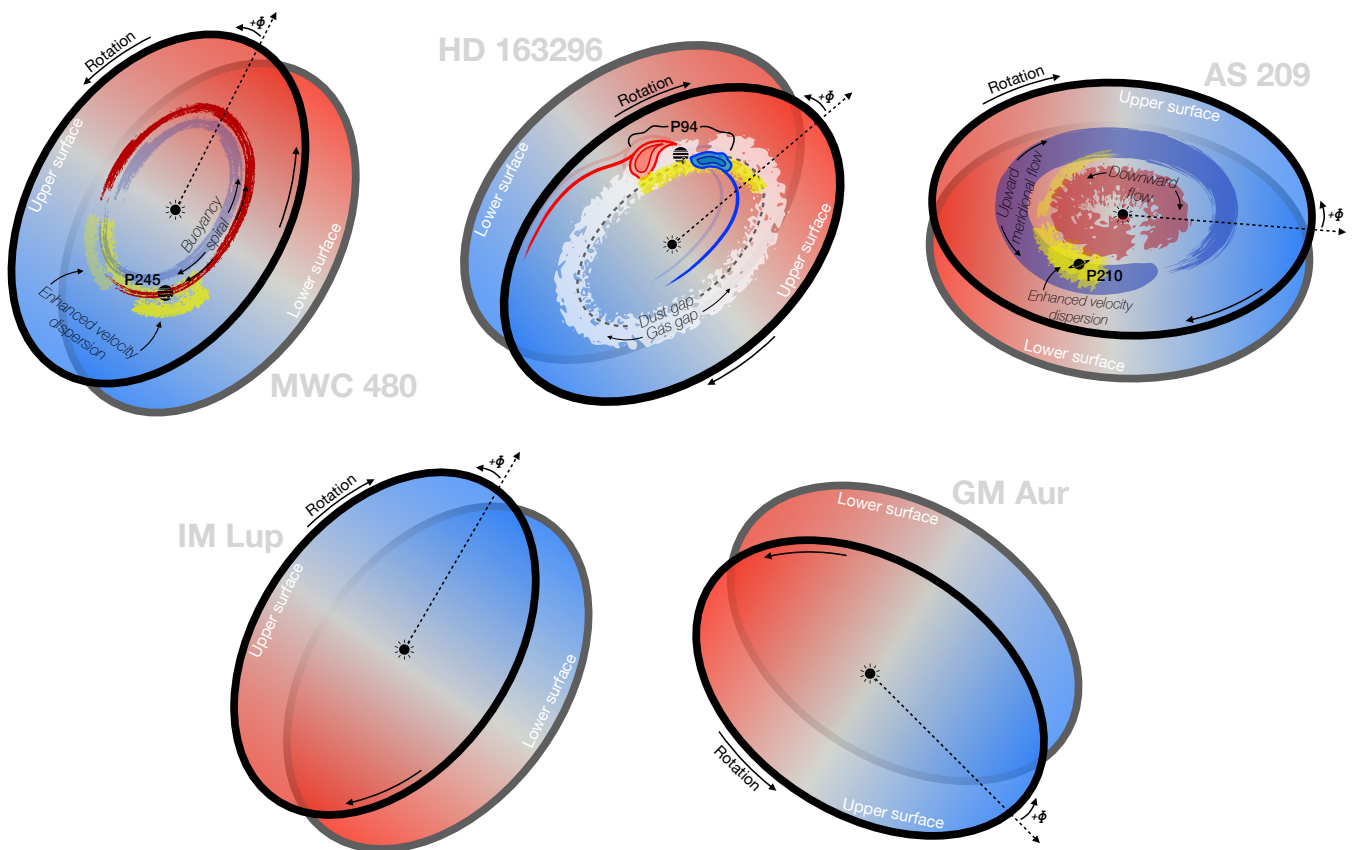 +Φ
Rotation
Upper surface
Buoyancy
spiral
P245
Enhanced velocity
dispersion
Lower surface
MWC 480
HD 163296
Rotation
+Φ
P94
Lower surface
Dust gap
Gas gap
Upper surface
AS 209
Rotation
Upper surface
Upward
meridional flow
Downward
flow
+Φ
P210
Enhanced velocity
dispersion
Lower surface
IM Lup
Rotation
+Φ
Upper surface
Lower surface
GM Aur
Lower surface
Rotation
Upper surface
+Φ